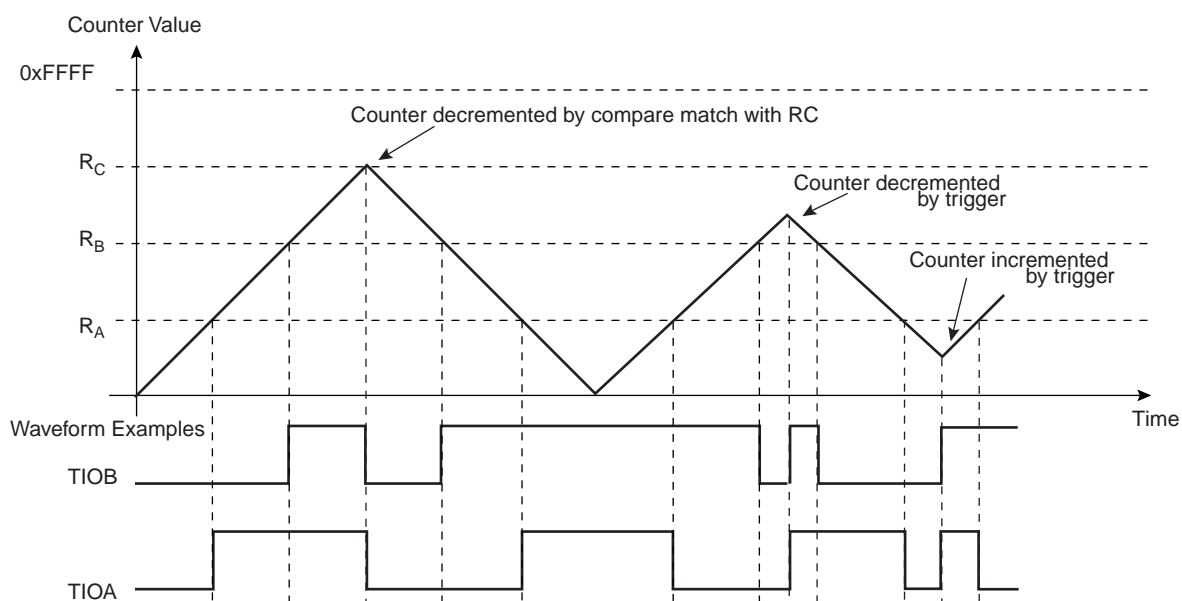 Counter Value
0xFFFF
Counter decremented by compare match with RC
RC
Counter decremented
by trigger
RB
Counter incremented
by trigger
RA
Time
Waveform Examples
TIOB
TIOA